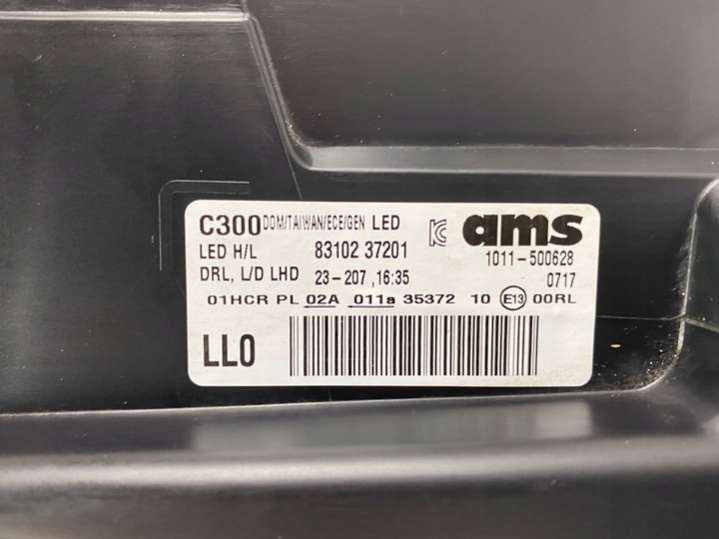 C300 DOM/TAIWAN/ECE/GEN LED ams
LED H/L 83102 37201 1011-500628
DRL, L/D LHD 23-207 ,16:35 0717
01HCR PL 02A 011a 35372 10 E13 00RL
LLO